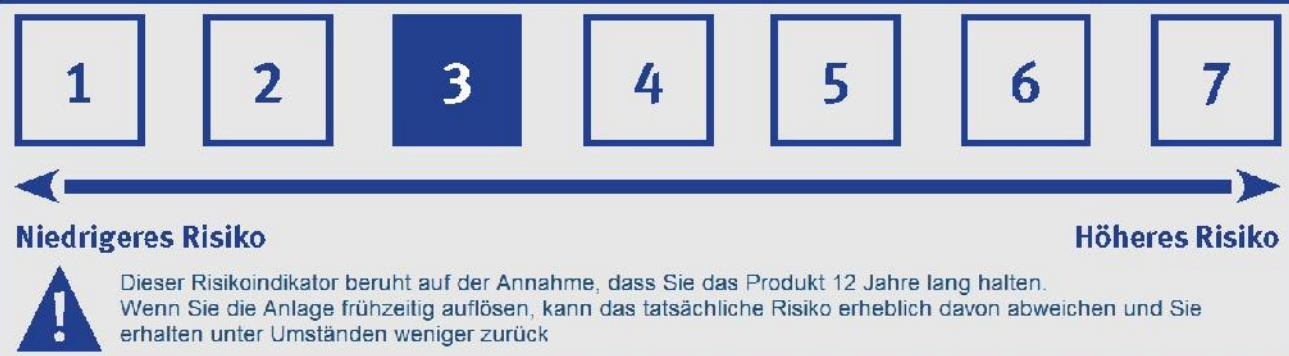 1 2 3 4 5 6 7
Niedrigeres Risiko Höheres Risiko
Dieser Risikoindikator beruht auf der Annahme, dass Sie das Produkt 12 Jahre lang halten.
Wenn Sie die Anlage frühzeitig auflösen, kann das tatsächliche Risiko erheblich davon abweichen und Sie
erhalten unter Umständen weniger zurück